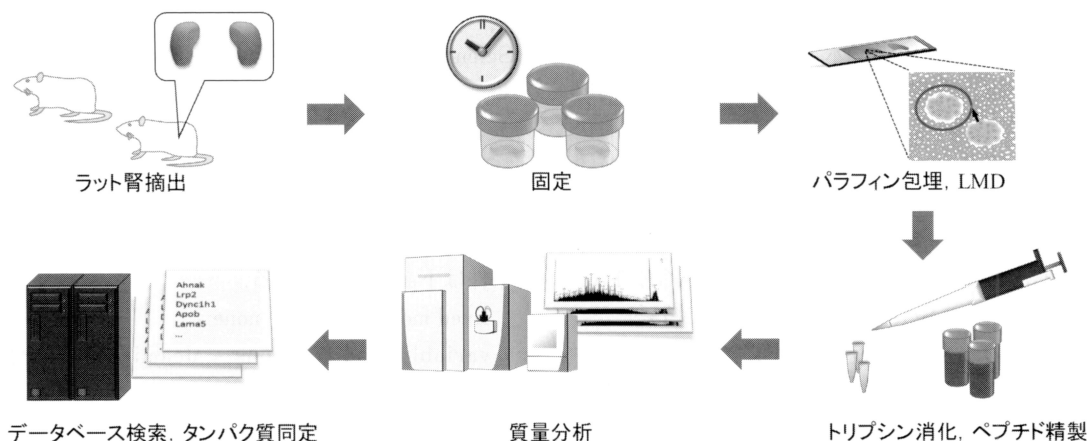 ラット腎摘出
固定
パラフィン包埋, LMD
トリプシン消化, ペプチド精製
質量分析
Ahnak
Lrp2
Dync1h1
Apob
Lama5
...
データベース検索, タンパク質同定